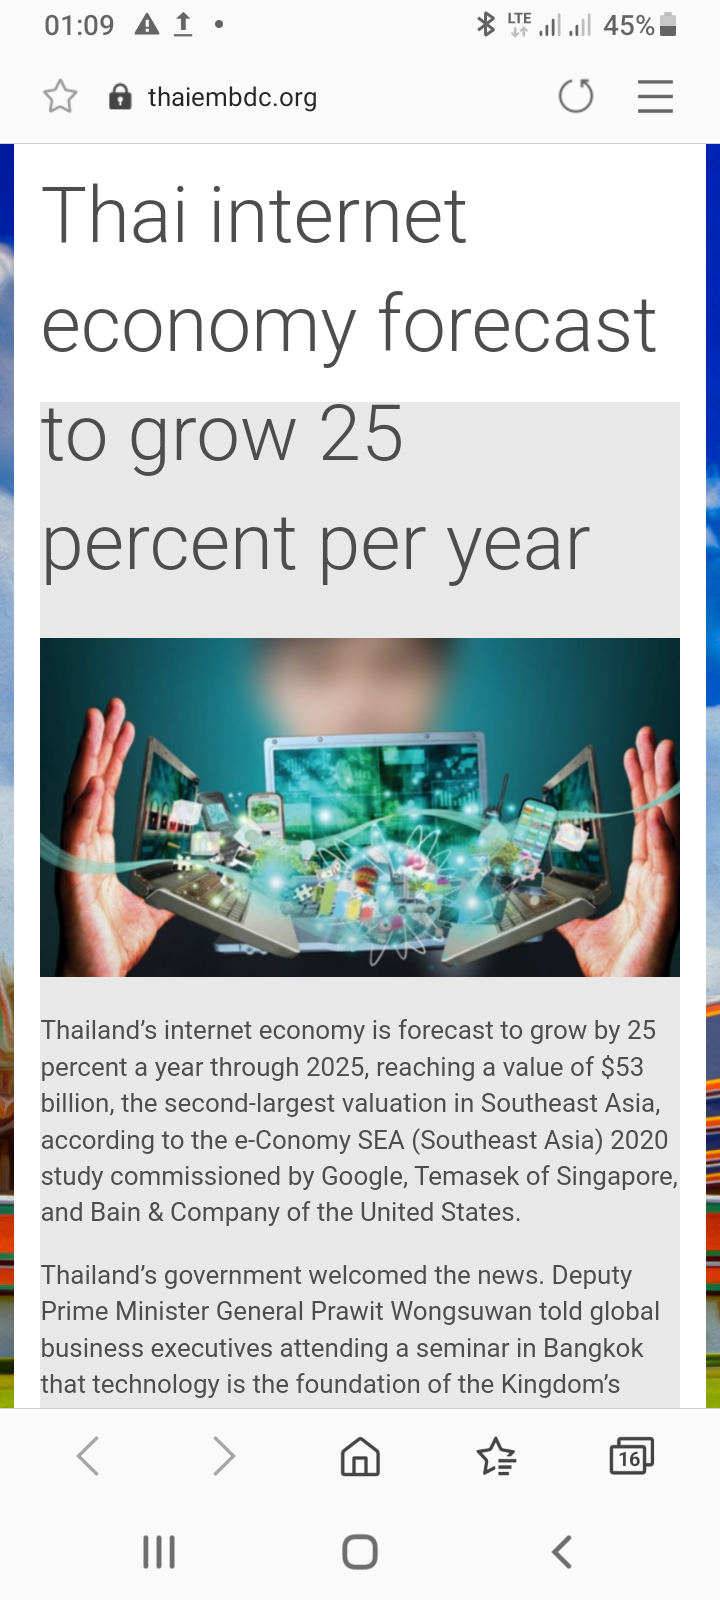 01:09
LTE
45%
thaiembdc.org
Thai internet
economy forecast
to grow 25
percent per year
Thailand’s internet economy is forecast to grow by 25
percent a year through 2025, reaching a value of $53
billion, the second-largest valuation in Southeast Asia,
according to the e-Conomy SEA (Southeast Asia) 2020
study commissioned by Google, Temasek of Singapore,
and Bain & Company of the United States.
Thailand’s government welcomed the news. Deputy
Prime Minister General Prawit Wongsuwan told global
business executives attending a seminar in Bangkok
that technology is the foundation of the Kingdom’s
16